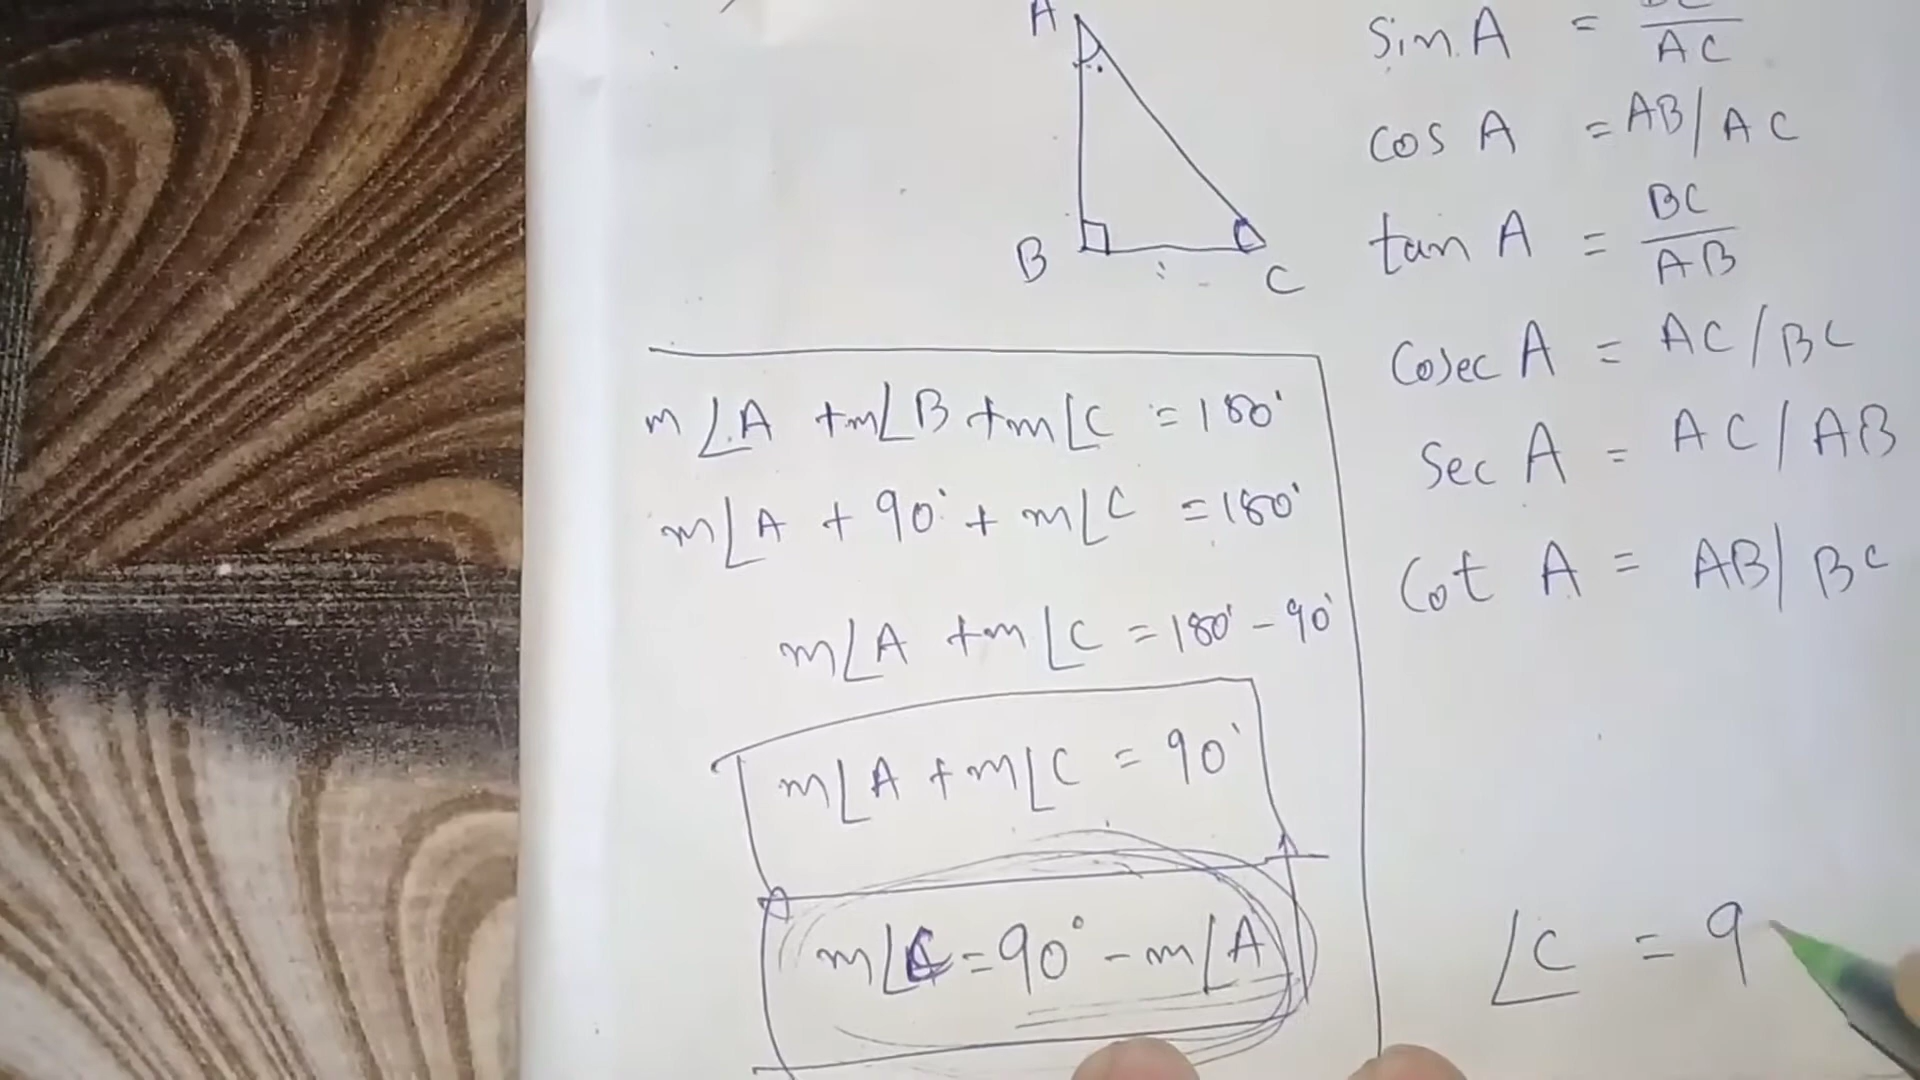 A
B
C
m∠A + m∠B + m∠C = 180°
m∠A + 90° + m∠C = 180°
m∠A + m∠C = 180° - 90°
m∠A + m∠C = 90°
m∠C = 90° - m∠A
Sin A = BC/AC
cos A = AB/AC
tan A = BC/AB
Cosec A = AC/BC
Sec A = AC/AB
Cot A = AB/BC
∠C = 9